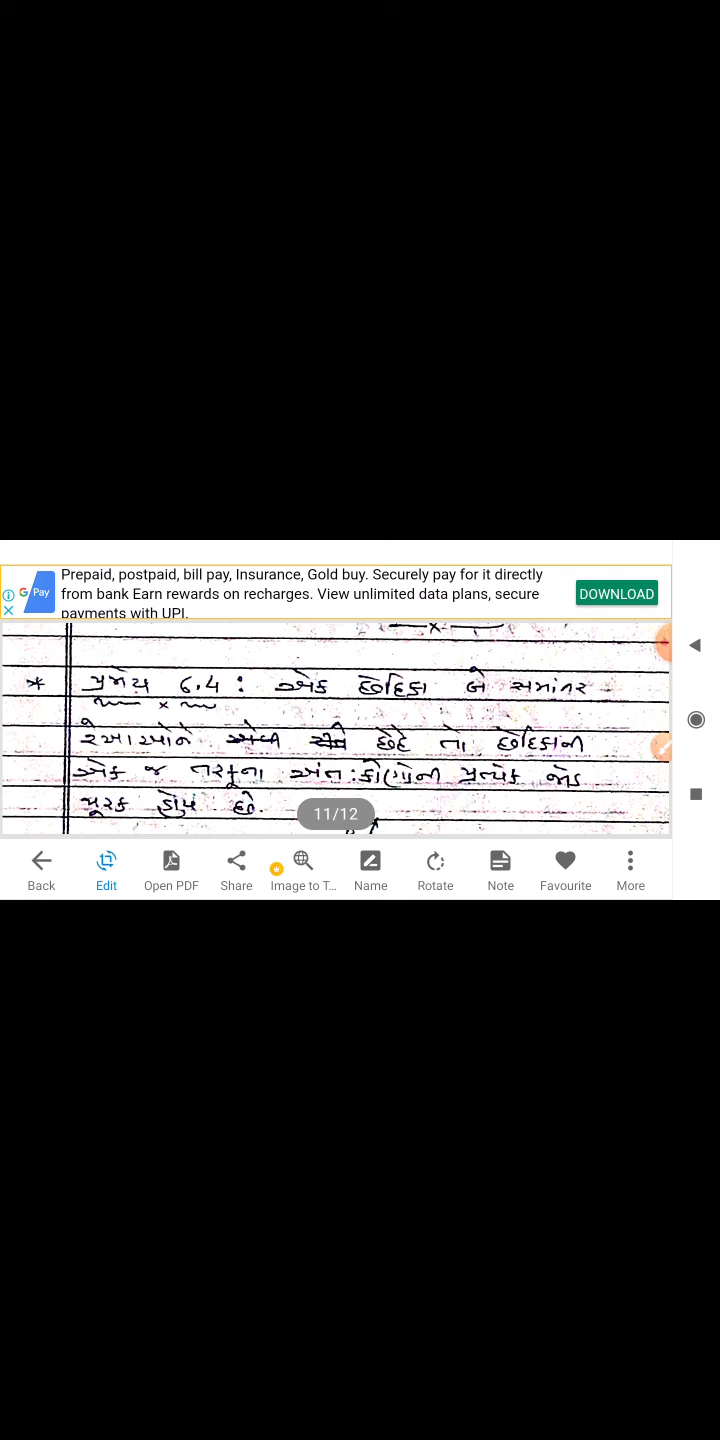 Prepaid, postpaid, bill pay, Insurance, Gold buy. Securely pay for it directly
from bank Earn rewards on recharges. View unlimited data plans, secure
payments with UPI.
G Pay
DOWNLOAD
* પ્રમેય 6.4 : એક છેદિકા બે સમાંતર
રેખાઓને છેદે તો છેદિકાની
એક જ તરફના અંત:કોણોની પ્રત્યેક જોડ
પૂરક હોય છે.
11/12
Back Edit Open PDF Share Image to T... Name Rotate Note Favourite More